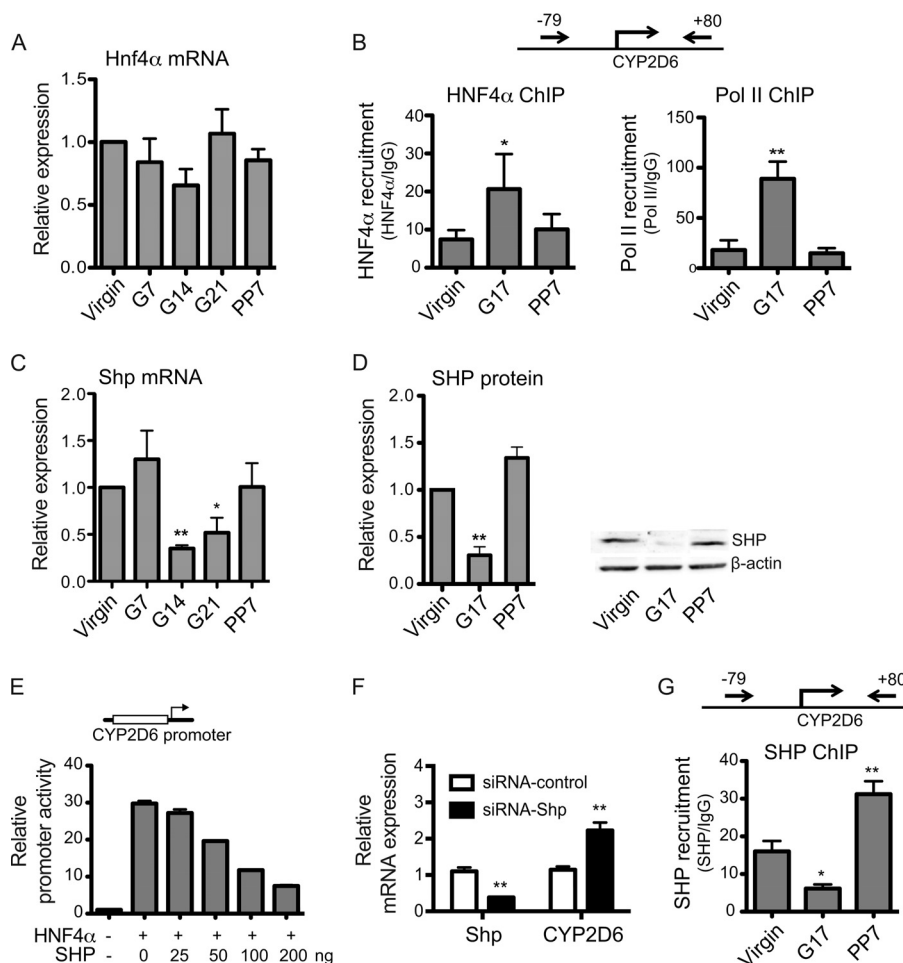 A
Hnf4α mRNA
Relative expression
1.5
1.0
0.5
0.0
Virgin
G7
G14
G21
PP7
B
-79
+80
CYP2D6
HNF4α ChIP
HNF4α recruitment
(HNF4α/IgG)
40
30
20
10
0
*
Virgin
G17
PP7
Pol II ChIP
Pol II recruitment
(Pol II/IgG)
150
100
50
0
**
Virgin
G17
PP7
C
Shp mRNA
Relative expression
2.0
1.5
1.0
0.5
0.0
**
*
Virgin
G7
G14
G21
PP7
D
SHP protein
Relative expression
2.0
1.5
1.0
0.5
0.0
**
Virgin
G17
PP7
SHP
β-actin
Virgin
G17
PP7
E
CYP2D6 promoter
Relative
promoter activity
40
30
20
10
0
HNF4α - + + + + +
SHP - 0 25 50 100 200 ng
F
Relative
mRNA expression
4
3
2
1
0
siRNA-control
siRNA-Shp
**
**
Shp
CYP2D6
G
-79
+80
CYP2D6
SHP ChIP
SHP recruitment
(SHP/IgG)
40
30
20
10
0
*
**
Virgin
G17
PP7